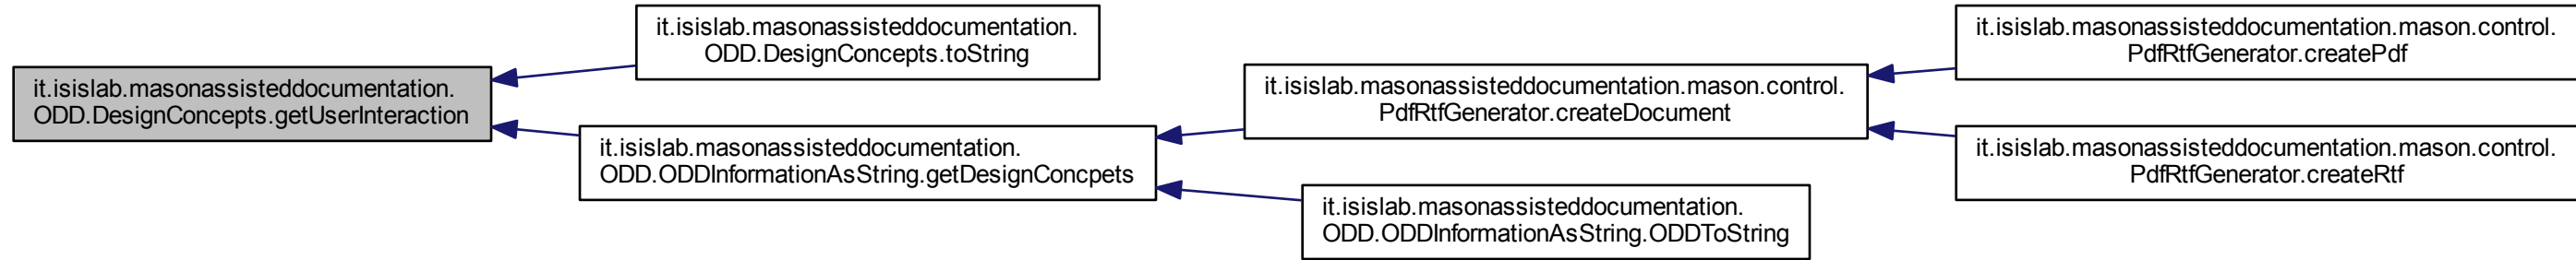 it.isislab.masonassisteddocumentation.
ODD.DesignConcepts.getUserInteraction
it.isislab.masonassisteddocumentation.
ODD.DesignConcepts.toString
it.isislab.masonassisteddocumentation.
ODD.ODDInformationAsString.getDesignConcpets
it.isislab.masonassisteddocumentation.mason.control.
PdfRtfGenerator.createDocument
it.isislab.masonassisteddocumentation.
ODD.ODDInformationAsString.ODDToString
it.isislab.masonassisteddocumentation.mason.control.
PdfRtfGenerator.createPdf
it.isislab.masonassisteddocumentation.mason.control.
PdfRtfGenerator.createRtf